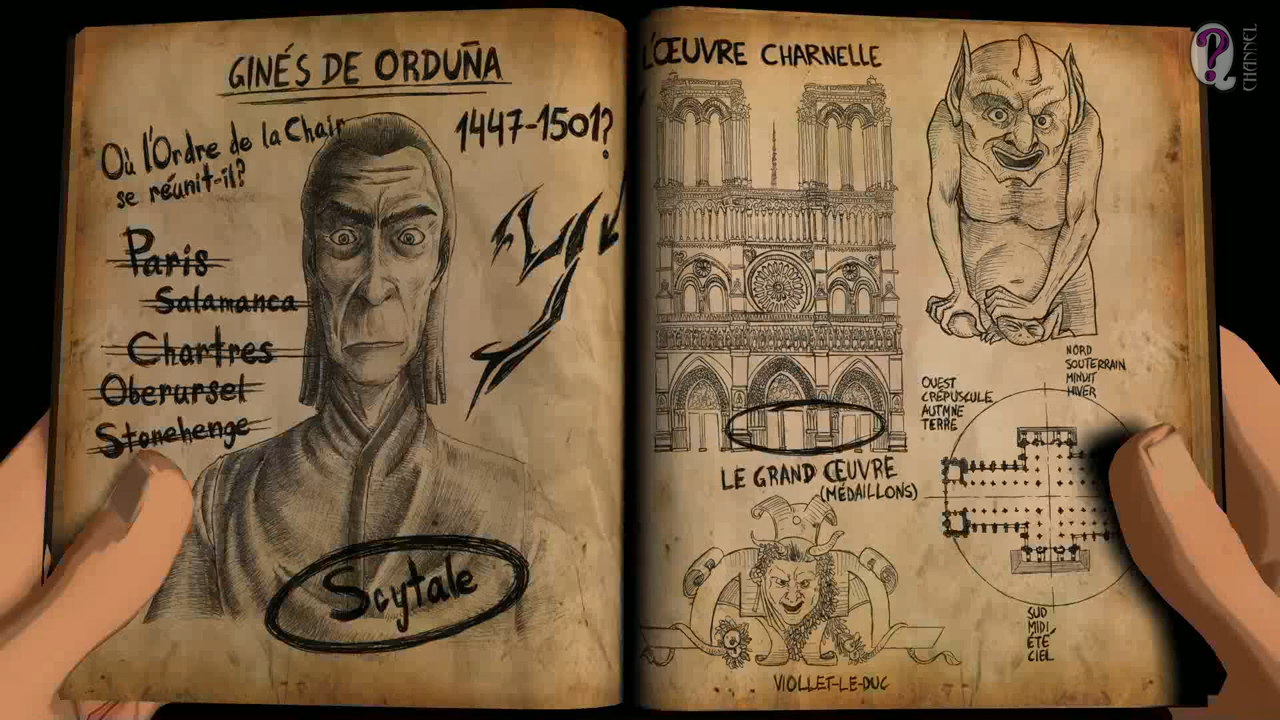 GINÉS DE ORDUÑA
Où l'Ordre de la Chair
se réunit-il?
1447-1501?
Paris
Salamanca
Chartres
Oberursel
Stonehenge
Scytale
L'ŒUVRE CHARNELLE
LE GRAND ŒUVRE
(MÉDAILLONS)
VIOLLET-LE-DUC
NORD
SOUTERRAIN
MINUIT
HIVER
OUEST
CRÉPUSCULE
AUTMNE
TERRE
SUD
MIDI
ÉTÉ
CIEL
? CHANNEL